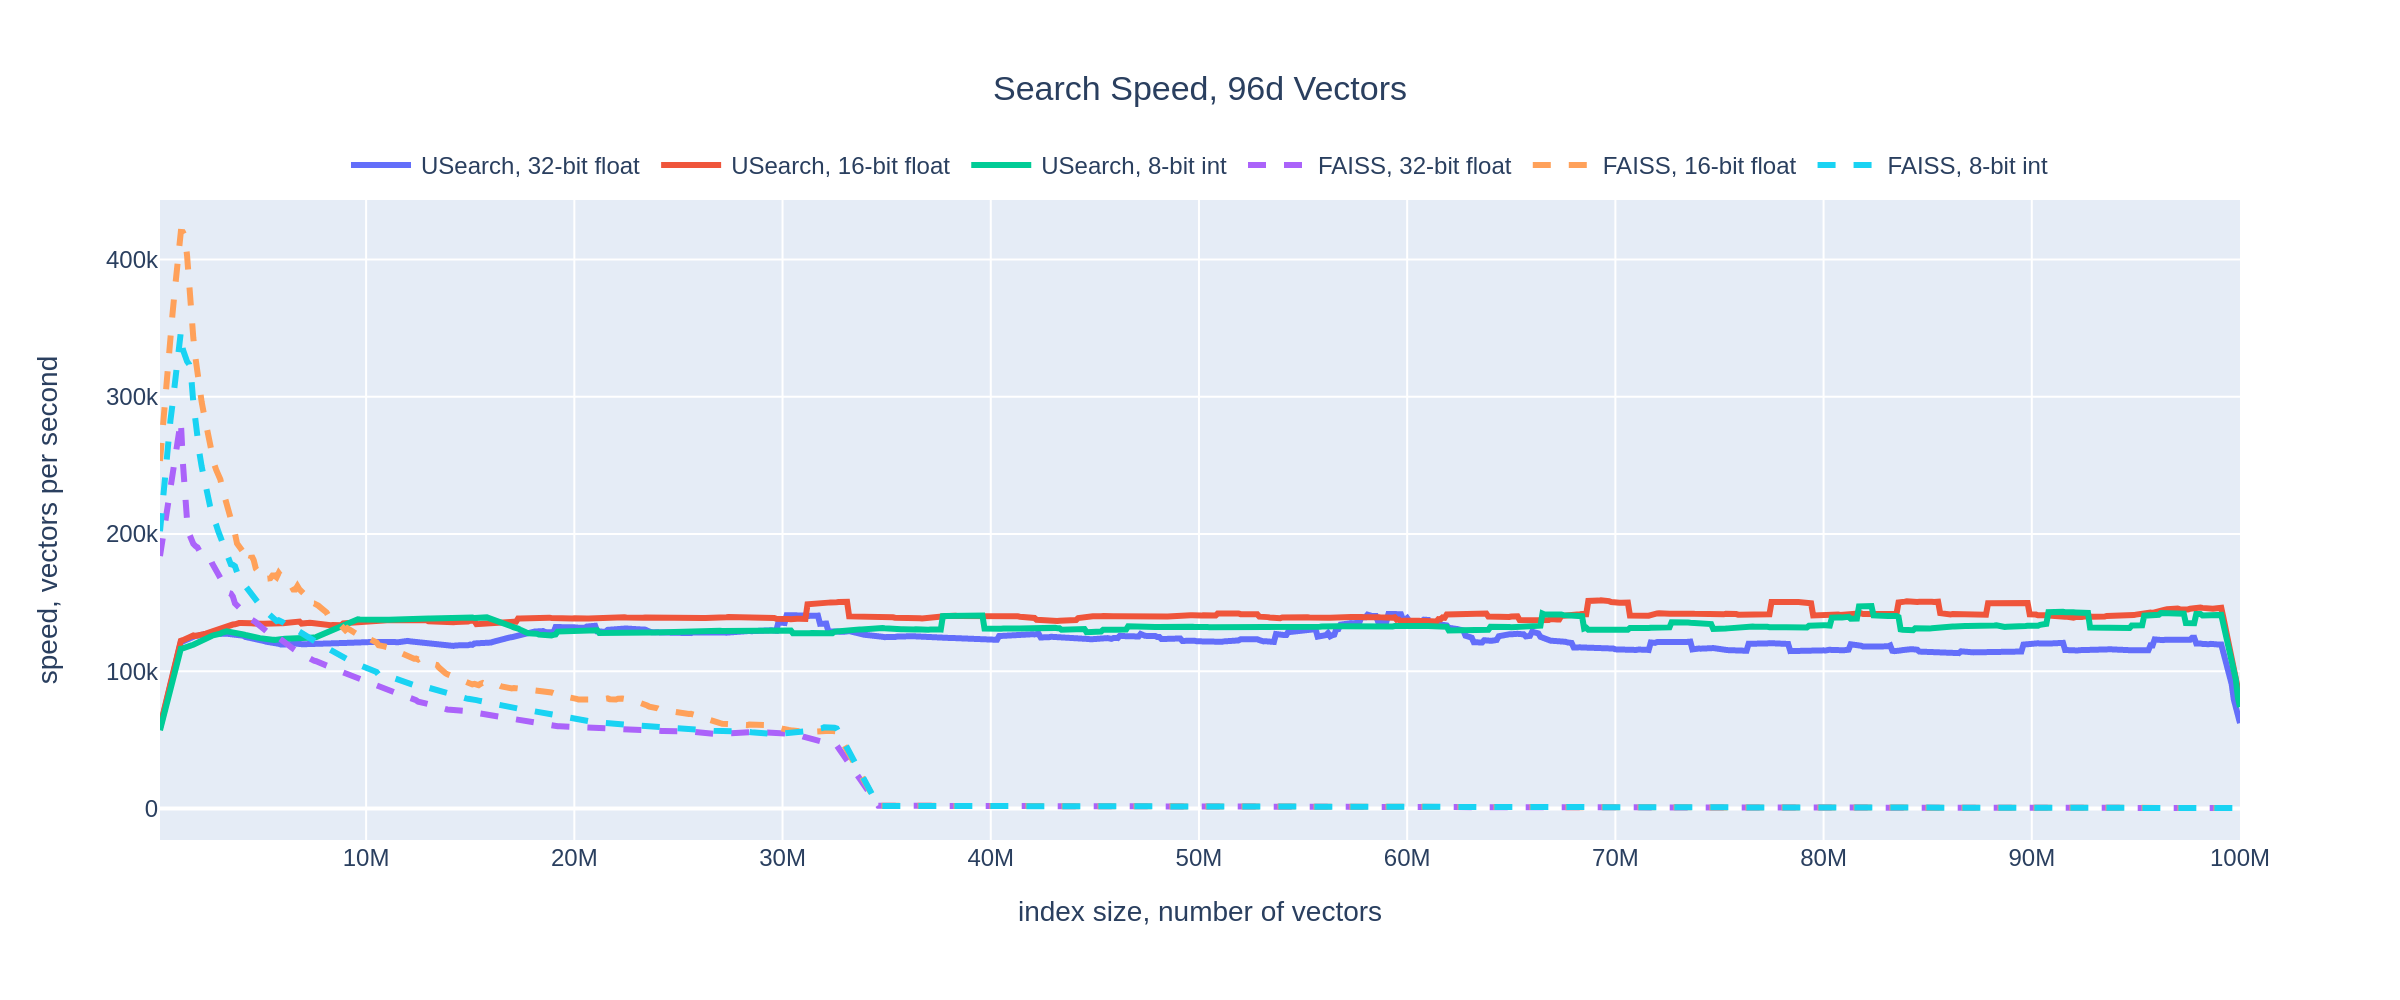 Search Speed, 96d Vectors
USearch, 32-bit float USearch, 16-bit float USearch, 8-bit int FAISS, 32-bit float FAISS, 16-bit float FAISS, 8-bit int
speed, vectors per second
400k
300k
200k
100k
0
10M 20M 30M 40M 50M 60M 70M 80M 90M 100M
index size, number of vectors